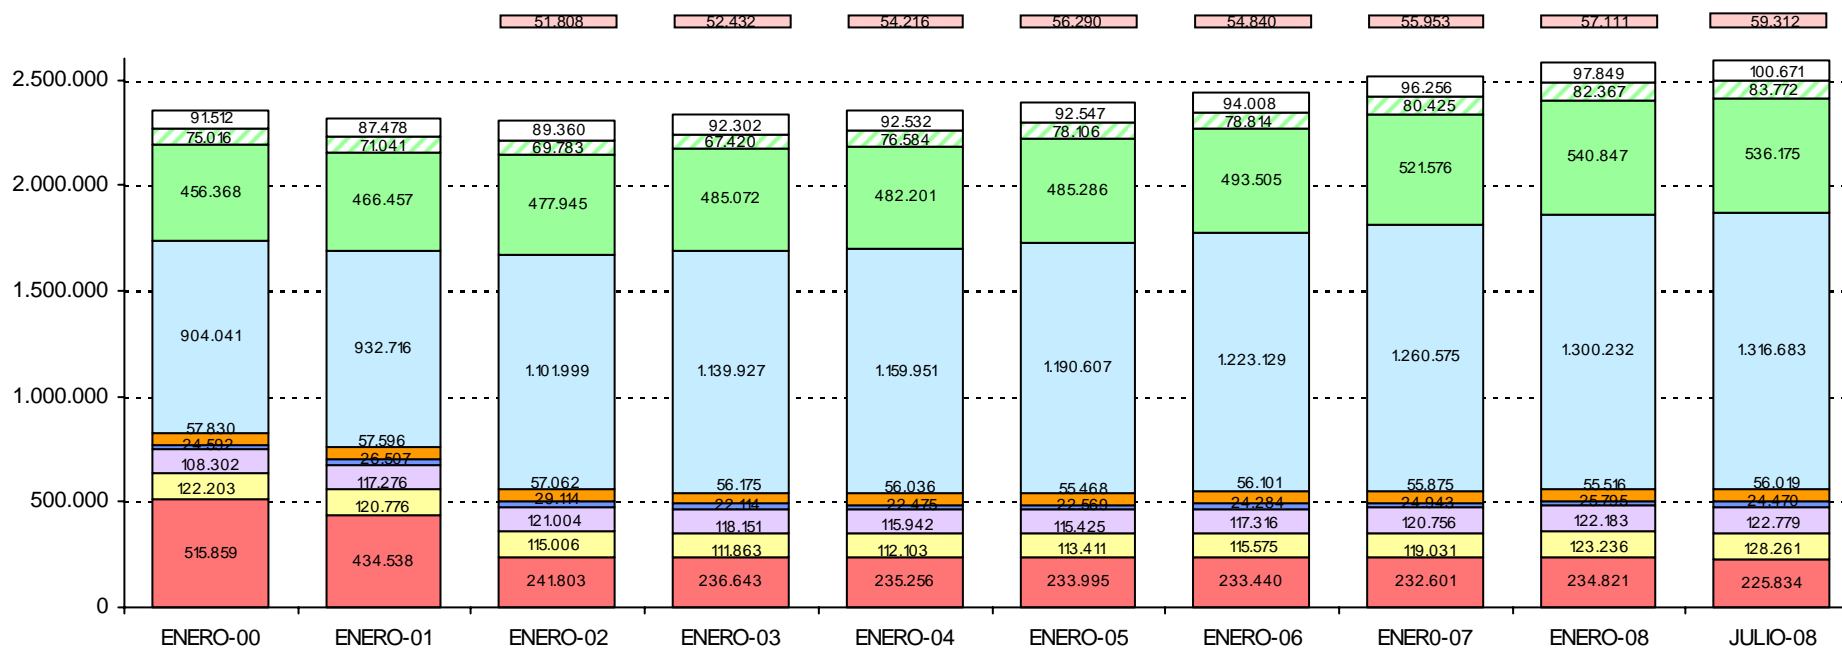 51.808 52.432 54.216 56.290 54.840 55.953 57.111 59.312
2.500.000
91.512 87.478 89.360 92.302 92.532 92.547 94.008 96.256 97.849 100.671
75.016 71.041 69.783 67.420 76.584 78.106 78.814 80.425 82.367 83.772
2.000.000
456.368 466.457 477.945 485.072 482.201 485.286 493.505 521.576 540.847 536.175
1.500.000
904.041 932.716 1.101.999 1.139.927 1.159.951 1.190.607 1.223.129 1.260.575 1.300.232 1.316.683
1.000.000
57.830 57.596 57.062 56.175 56.036 55.468 56.101 55.875 55.516 56.019
24.592 26.507 29.114 22.114 22.475 22.569 24.284 24.943 25.795 24.470
108.302 117.276 121.004 118.151 115.942 115.425 117.316 120.756 122.183 122.779
500.000
122.203 120.776 115.006 111.863 112.103 113.411 115.575 119.031 123.236 128.261
515.859 434.538 241.803 236.643 235.256 233.995 233.440 232.601 234.821 225.834
0
ENERO-00 ENERO-01 ENERO-02 ENERO-03 ENERO-04 ENERO-05 ENERO-06 ENER0-07 ENERO-08 JULIO-08